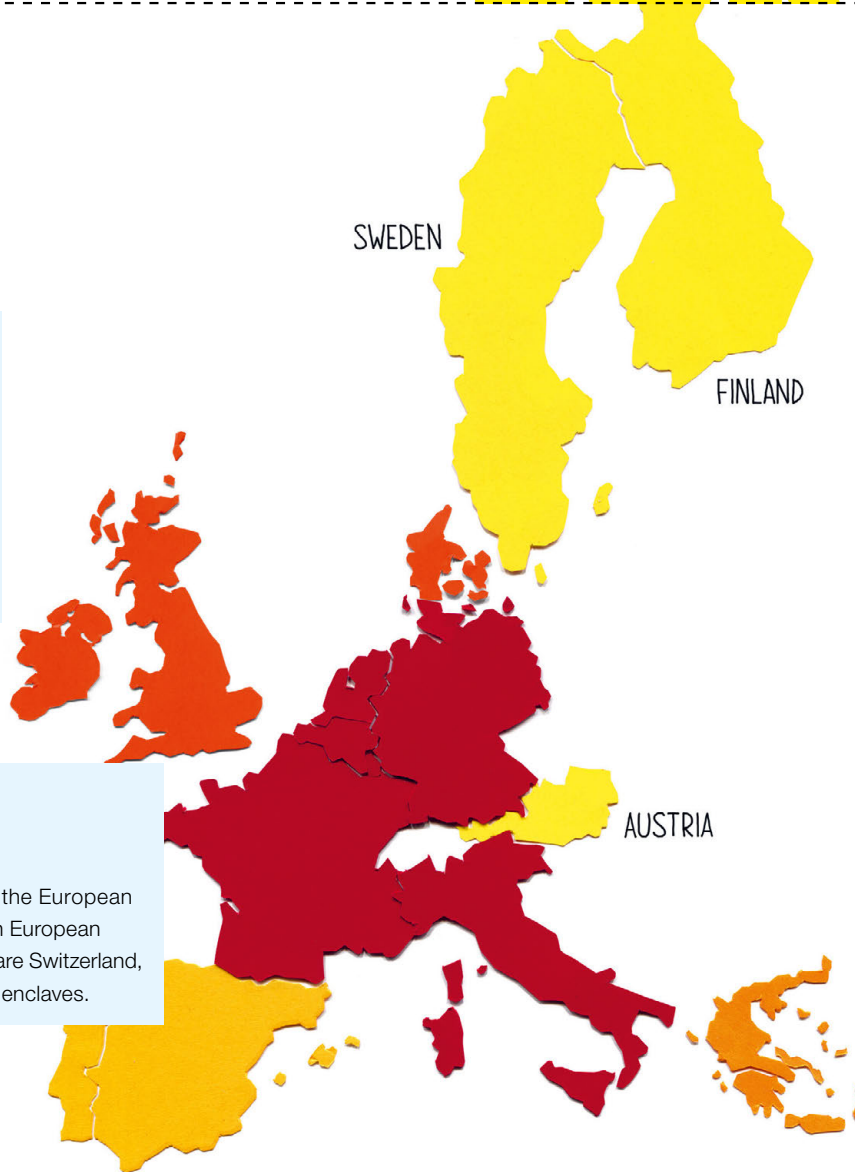 SWEDEN
FINLAND
AUSTRIA
the European
n European
are Switzerland,
enclaves.